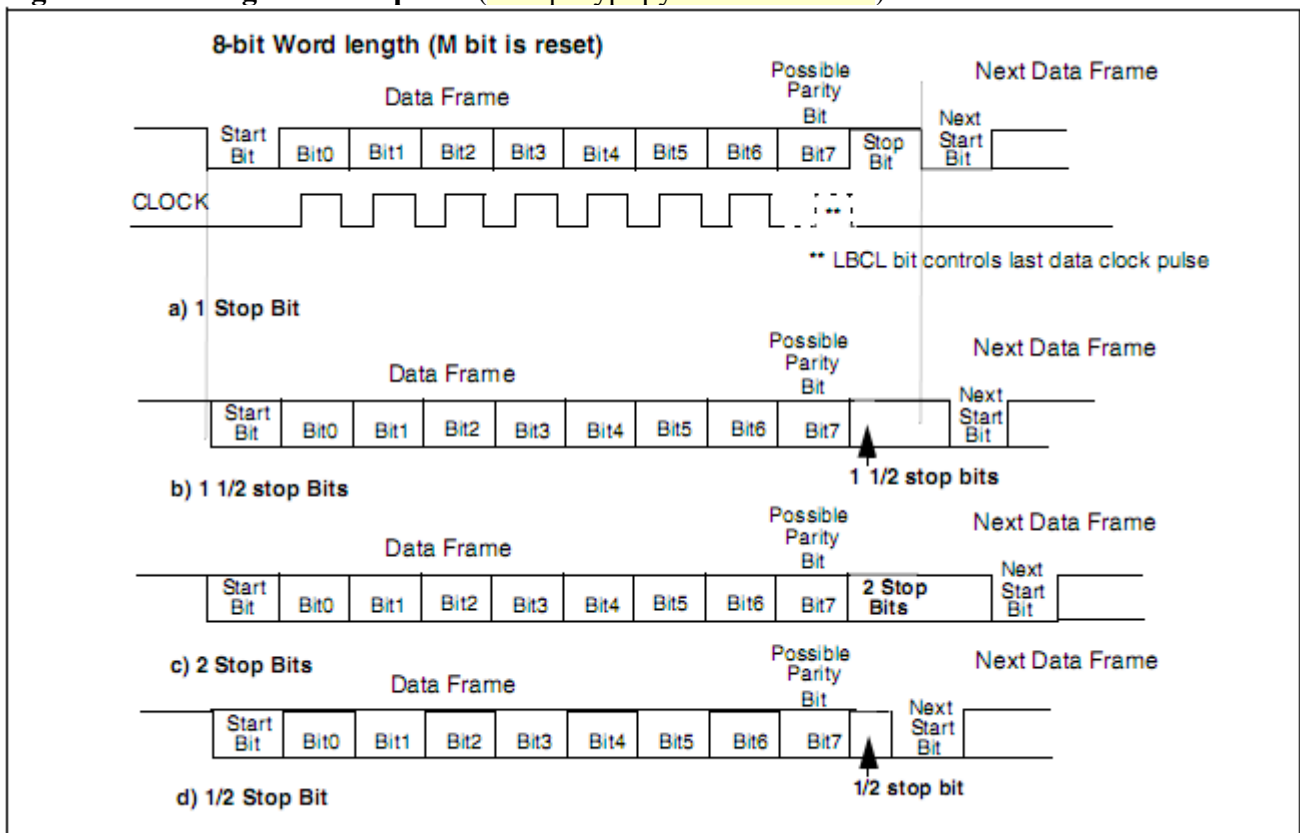 8-bit Word length (M bit is reset)
Possible
Parity
Bit
Next Data Frame
Data Frame
Start
Bit
Bit0
Bit1
Bit2
Bit3
Bit4
Bit5
Bit6
Bit7
Stop
Bit
Next
Start
Bit
CLOCK
**
** LBCL bit controls last data clock pulse
a) 1 Stop Bit
Possible
Parity
Bit
Next Data Frame
Data Frame
Start
Bit
Bit0
Bit1
Bit2
Bit3
Bit4
Bit5
Bit6
Bit7
Next
Start
Bit
1 1/2 stop bits
b) 1 1/2 stop Bits
Possible
Parity
Bit
Next Data Frame
Data Frame
Start
Bit
Bit0
Bit1
Bit2
Bit3
Bit4
Bit5
Bit6
Bit7
2 Stop
Bits
Next
Start
Bit
c) 2 Stop Bits
Possible
Parity
Bit
Next Data Frame
Data Frame
Start
Bit
Bit0
Bit1
Bit2
Bit3
Bit4
Bit5
Bit6
Bit7
Next
Start
Bit
1/2 stop bit
d) 1/2 Stop Bit